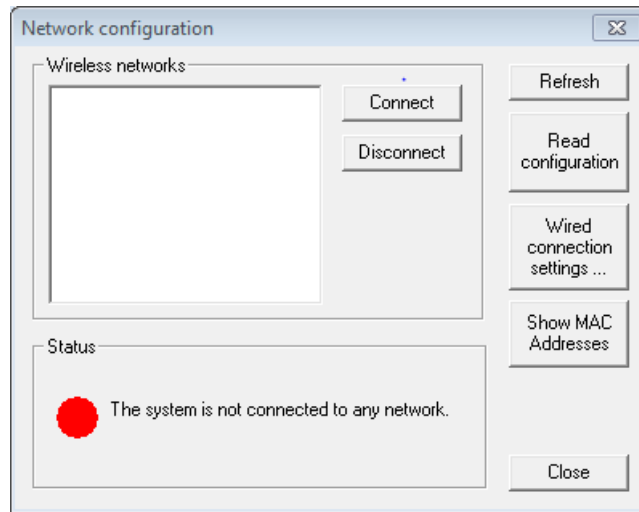 Network configuration
Wireless networks
Connect
Disconnect
Refresh
Read
configuration
Wired
connection
settings ...
Show MAC
Addresses
Status
The system is not connected to any network.
Close